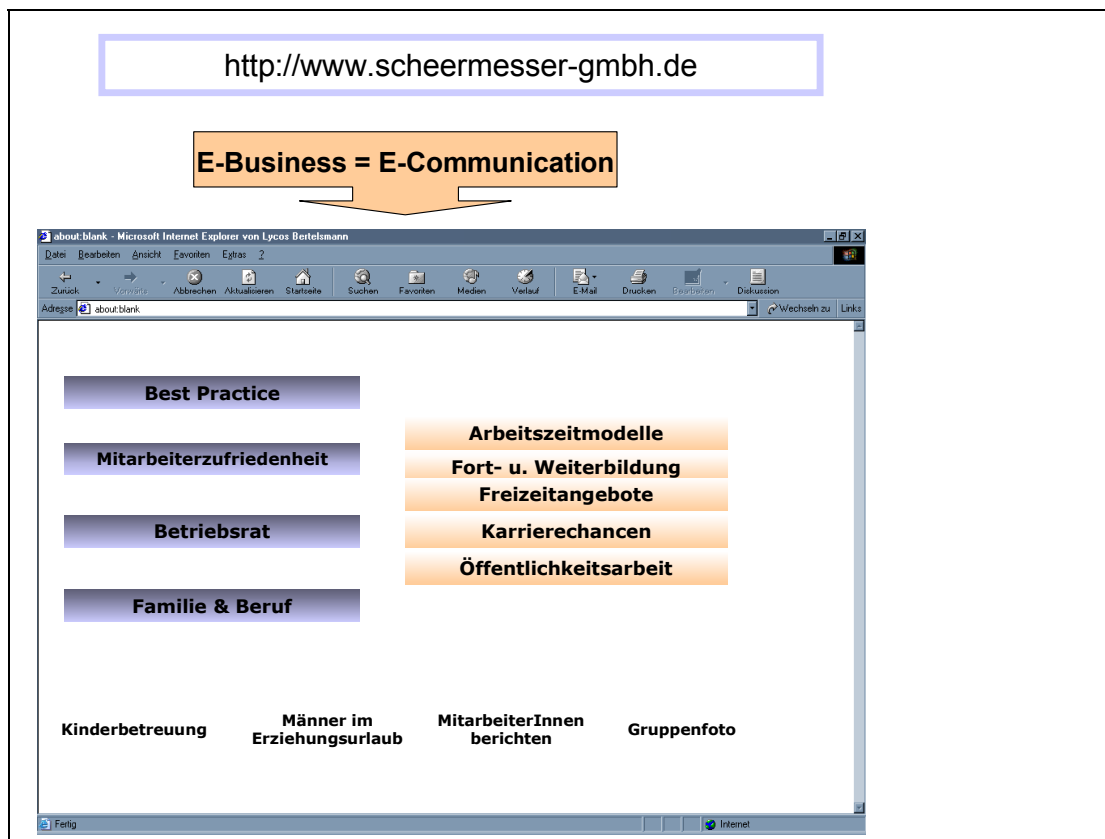 http://www.scheermesser-gmbh.de
E-Business = E-Communication
about:blank - Microsoft Internet Explorer von Lycos Bertelsmann
Datei Bearbeiten Ansicht Favoriten Extras ?
Zurück Vorwärts Abbrechen Aktualisieren Startseite Suchen Favoriten Medien Verlauf E-Mail Drucken Bearbeiten Diskussion
Adresse about:blank Wechseln zu Links
Best Practice
Mitarbeiterzufriedenheit
Betriebsrat
Familie & Beruf
Arbeitszeitmodelle
Fort- u. Weiterbildung
Freizeitangebote
Karrierechancen
Öffentlichkeitsarbeit
Kinderbetreuung
Männer im
Erziehungsurlaub
MitarbeiterInnen
berichten
Gruppenfoto
Fertig Internet